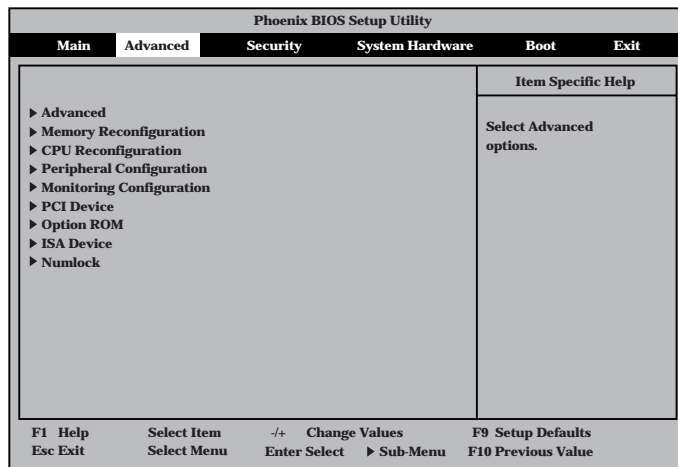 Phoenix BIOS Setup Utility
Main Advanced Security System Hardware Boot Exit
Item Specific Help
Select Advanced
options.
Advanced
Memory Reconfiguration
CPU Reconfiguration
Peripheral Configuration
Monitoring Configuration
PCI Device
Option ROM
ISA Device
Numlock
F1 Help Select Item -/+ Change Values F9 Setup Defaults
Esc Exit Select Menu Enter Select Sub-Menu F10 Previous Value